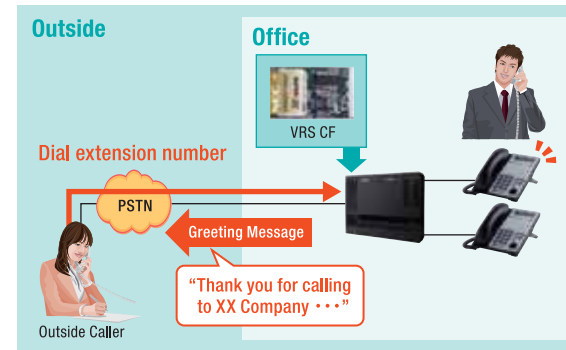 Outside
Office
VRS CF
Dial extension number
PSTN
Greeting Message
“Thank you for calling
to XX Company ・・・”
Outside Caller